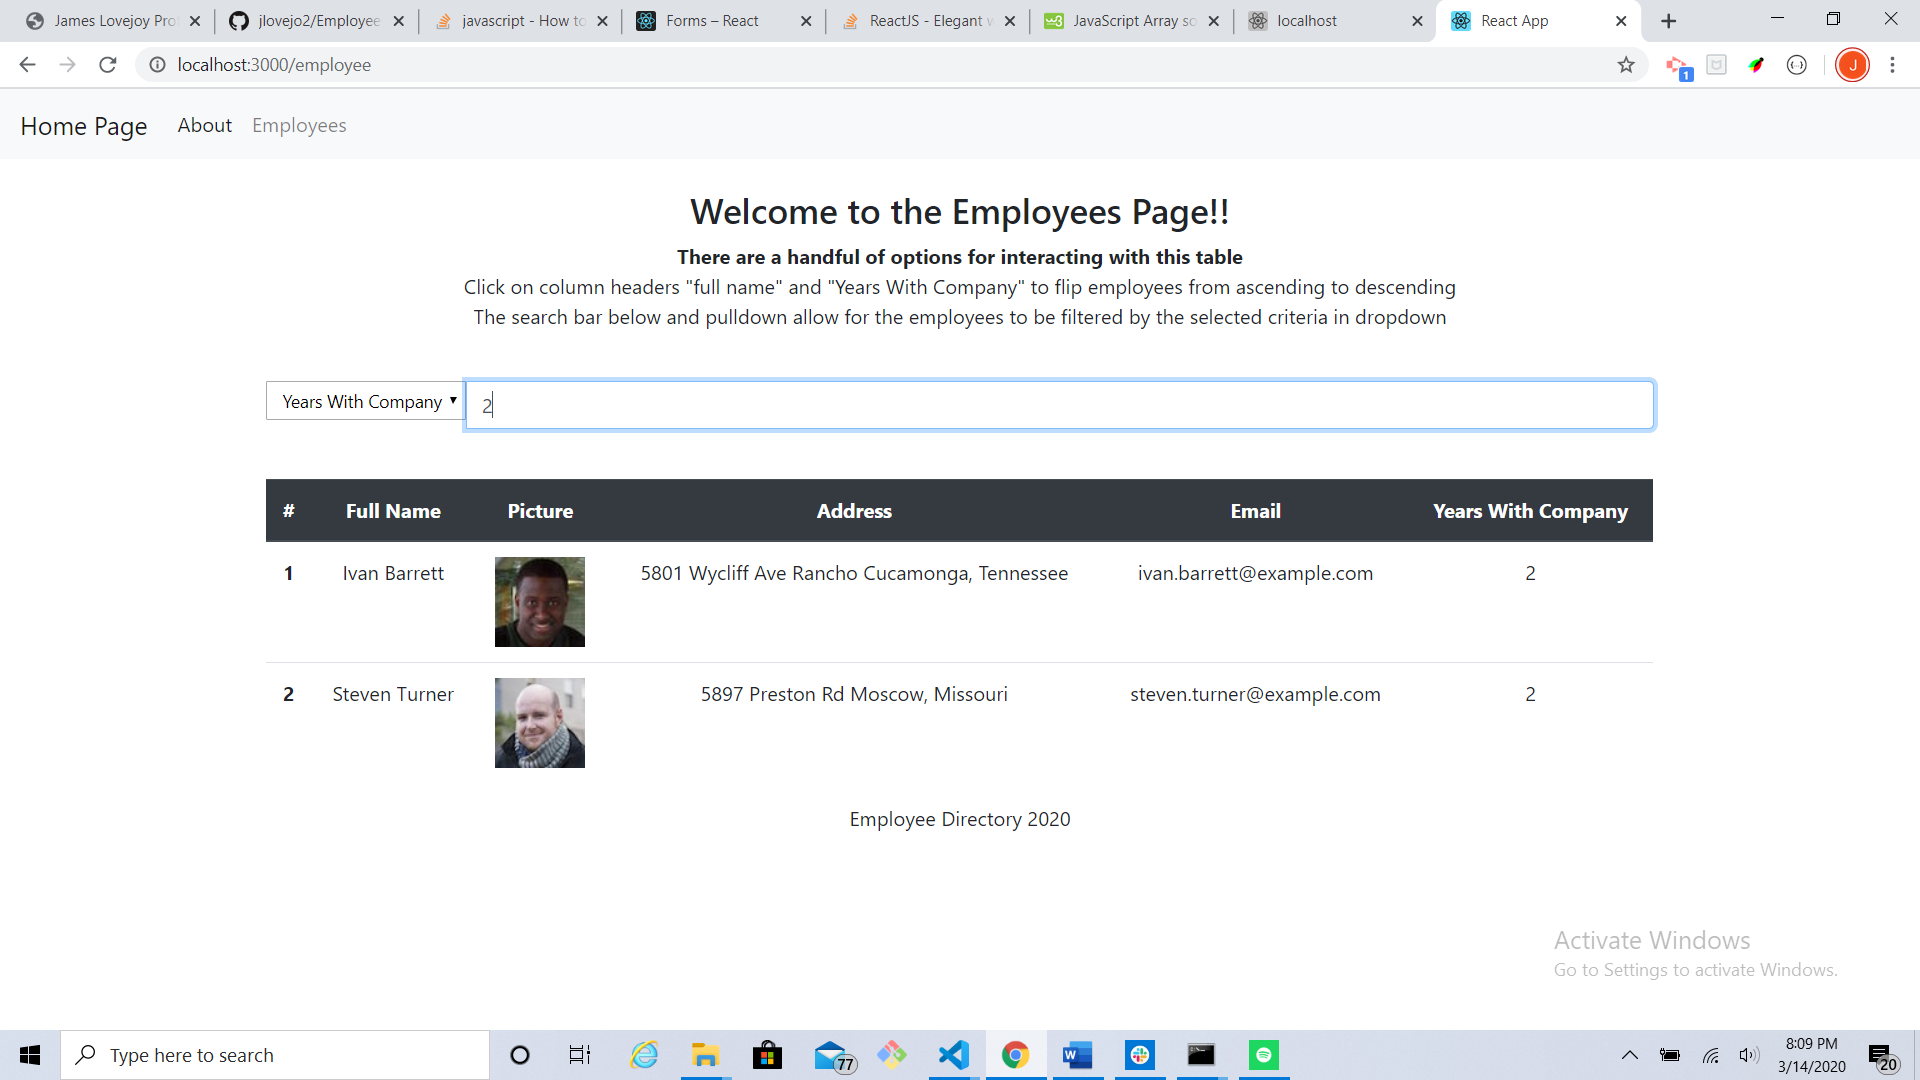 James Lovejoy Pro
jlovejo2/Employee
javascript - How to
Forms – React
ReactJS - Elegant w
JavaScript Array so
localhost
React App
localhost:3000/employee
1
J
Home Page
About
Employees
Welcome to the Employees Page!!
There are a handful of options for interacting with this table
Click on column headers "full name" and "Years With Company" to flip employees from ascending to descending
The search bar below and pulldown allow for the employees to be filtered by the selected criteria in dropdown
Years With Company
2
# Full Name Picture Address Email Years With Company
1 Ivan Barrett 5801 Wycliff Ave Rancho Cucamonga, Tennessee ivan.barrett@example.com 2
2 Steven Turner 5897 Preston Rd Moscow, Missouri steven.turner@example.com 2
Employee Directory 2020
Activate Windows
Go to Settings to activate Windows.
Type here to search
77
8:09 PM
3/14/2020
20